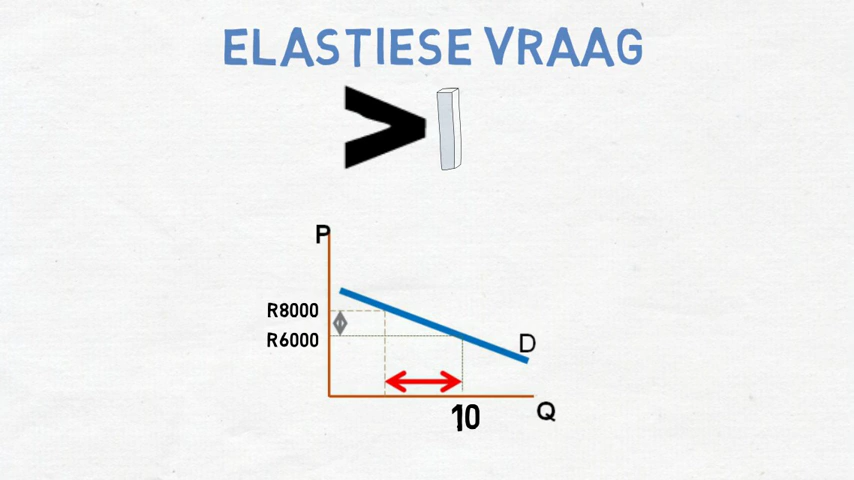 ELASTIESE VRAAG
>1
P
R8000
R6000
D
10
Q